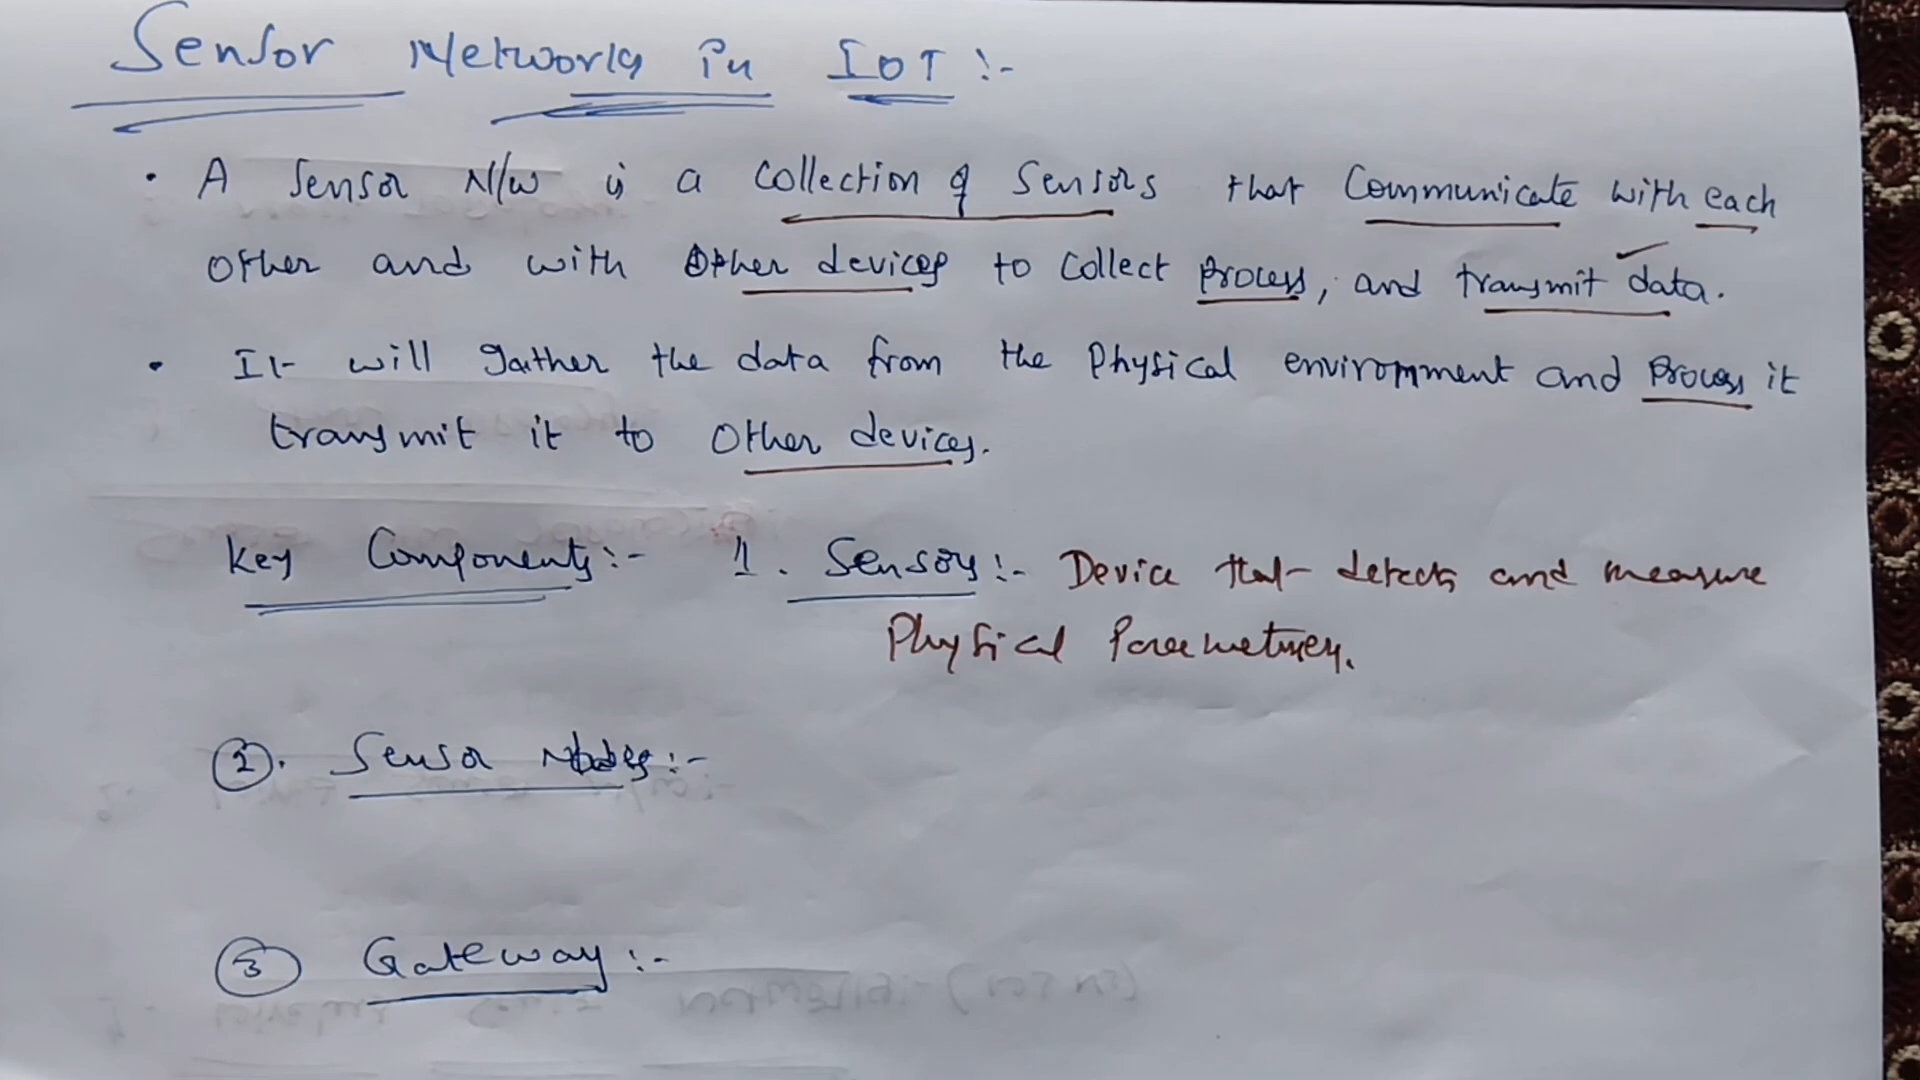 Sensor Networks in IOT :-
• A Sensor N/w is a collection of Sensors that Communicate with each
other and with Other devices to collect Process, and transmit data.
• It will gather the data from the Physical environment and Process it
transmit it to Other devices.
Key Components:- 1. Sensors:- Device that detects and measure
Physical Parameters.
②. Sensor Nodes:-
③ Gateway:-